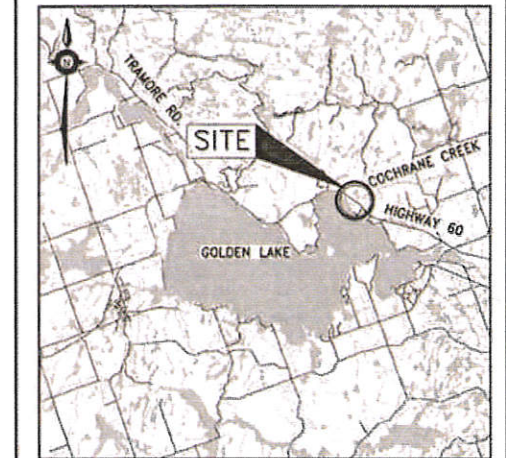 N
TRAMORE RD.
SITE
COCHRANE CREEK
HIGHWAY 60
GOLDEN LAKE